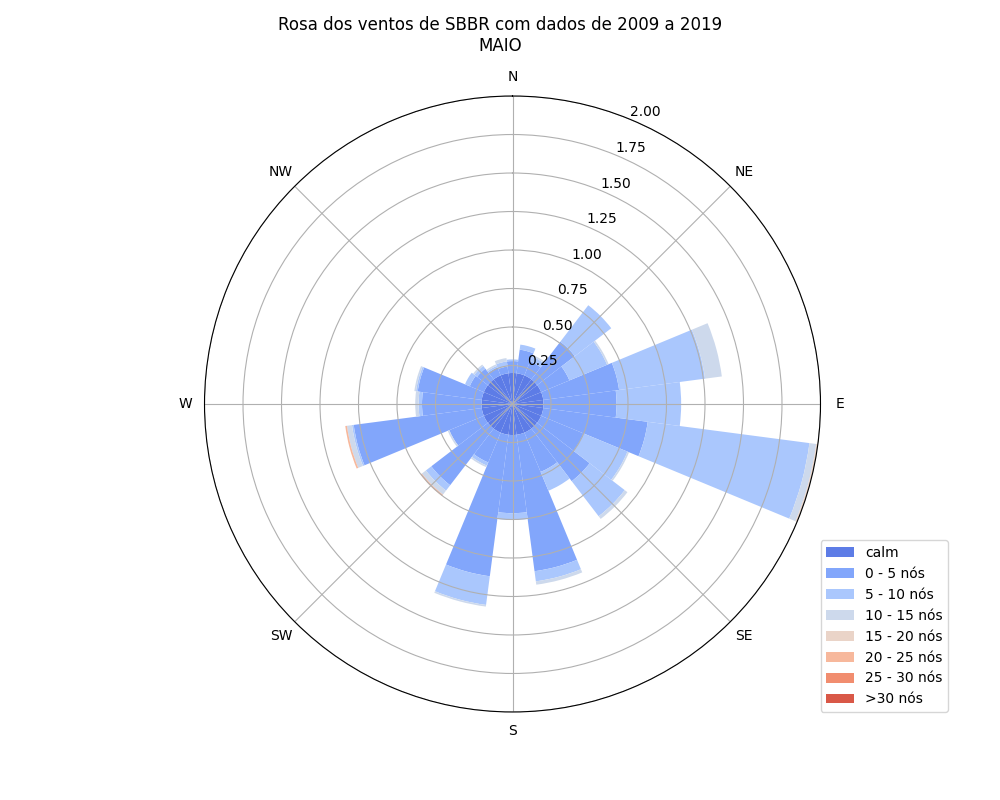 Rosa dos ventos de SBBR com dados de 2009 a 2019
MAIO
N
NE
E
SE
S
SW
W
NW
2.00
1.75
1.50
1.25
1.00
0.75
0.50
0.25
calm
0 - 5 nós
5 - 10 nós
10 - 15 nós
15 - 20 nós
20 - 25 nós
25 - 30 nós
>30 nós